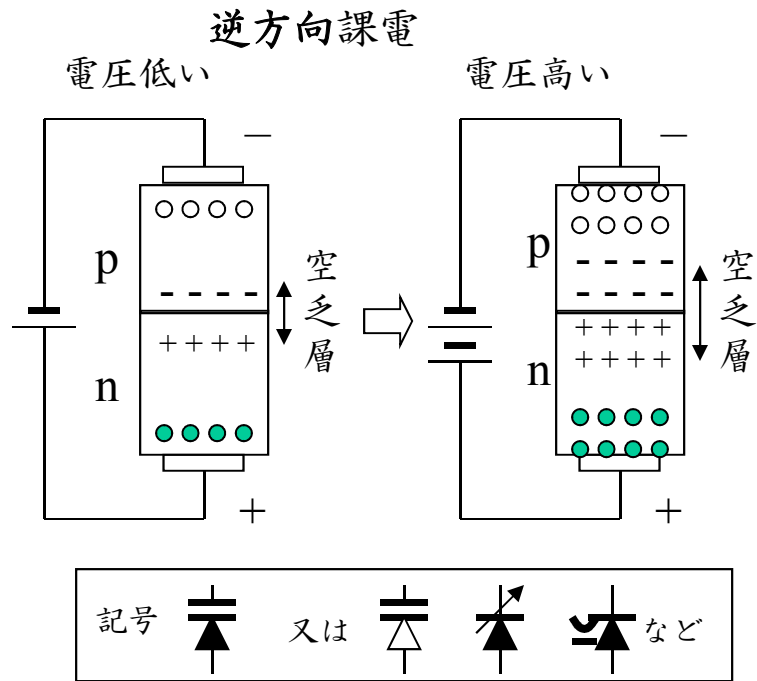 逆方向課電
電圧低い
電圧高い
－
p
- - - -
++++
n
空乏層
+
－
p
- - - -
- - - -
++++
++++
n
空乏層
+
記号 又は など